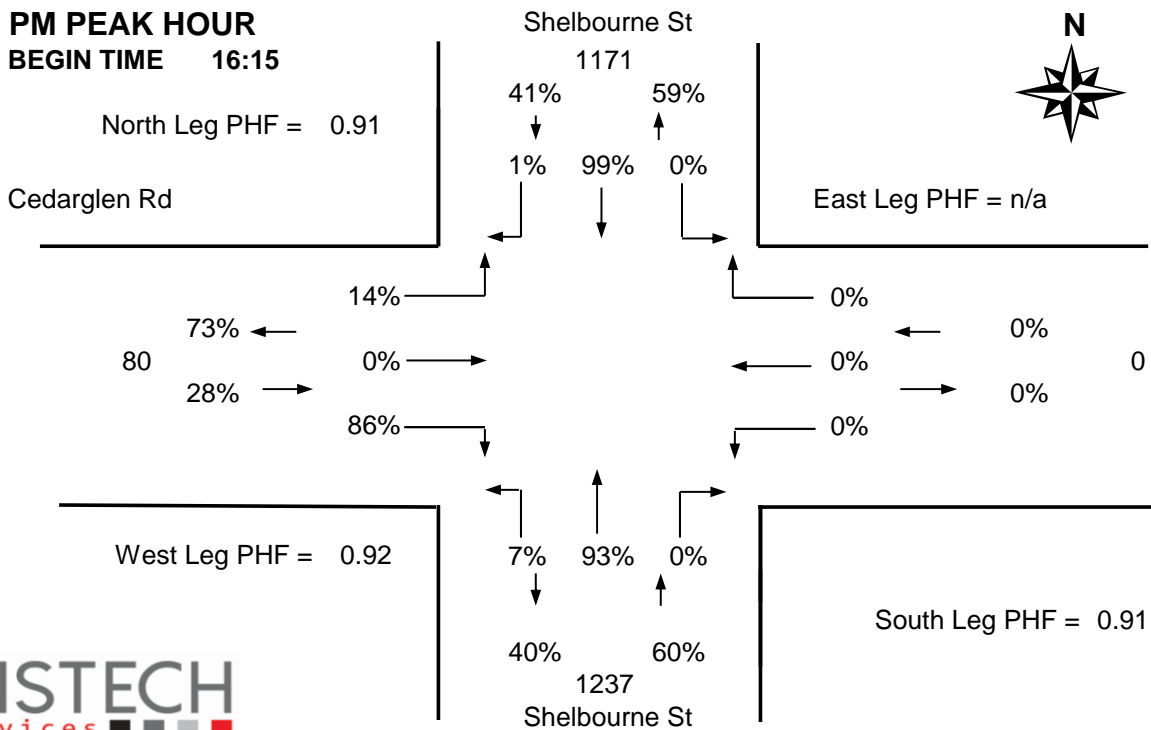 PM PEAK HOUR
BEGIN TIME 16:15
Shelbourne St
1171
N
41% 59%
North Leg PHF = 0.91
1% 99% 0%
Cedarglen Rd
East Leg PHF = n/a
14% 0%
73% 0%
80 0% 0% 0
28% 0%
86% 0%
West Leg PHF = 0.92
7% 93% 0%
South Leg PHF = 0.91
40% 60%
1237
Shelbourne St